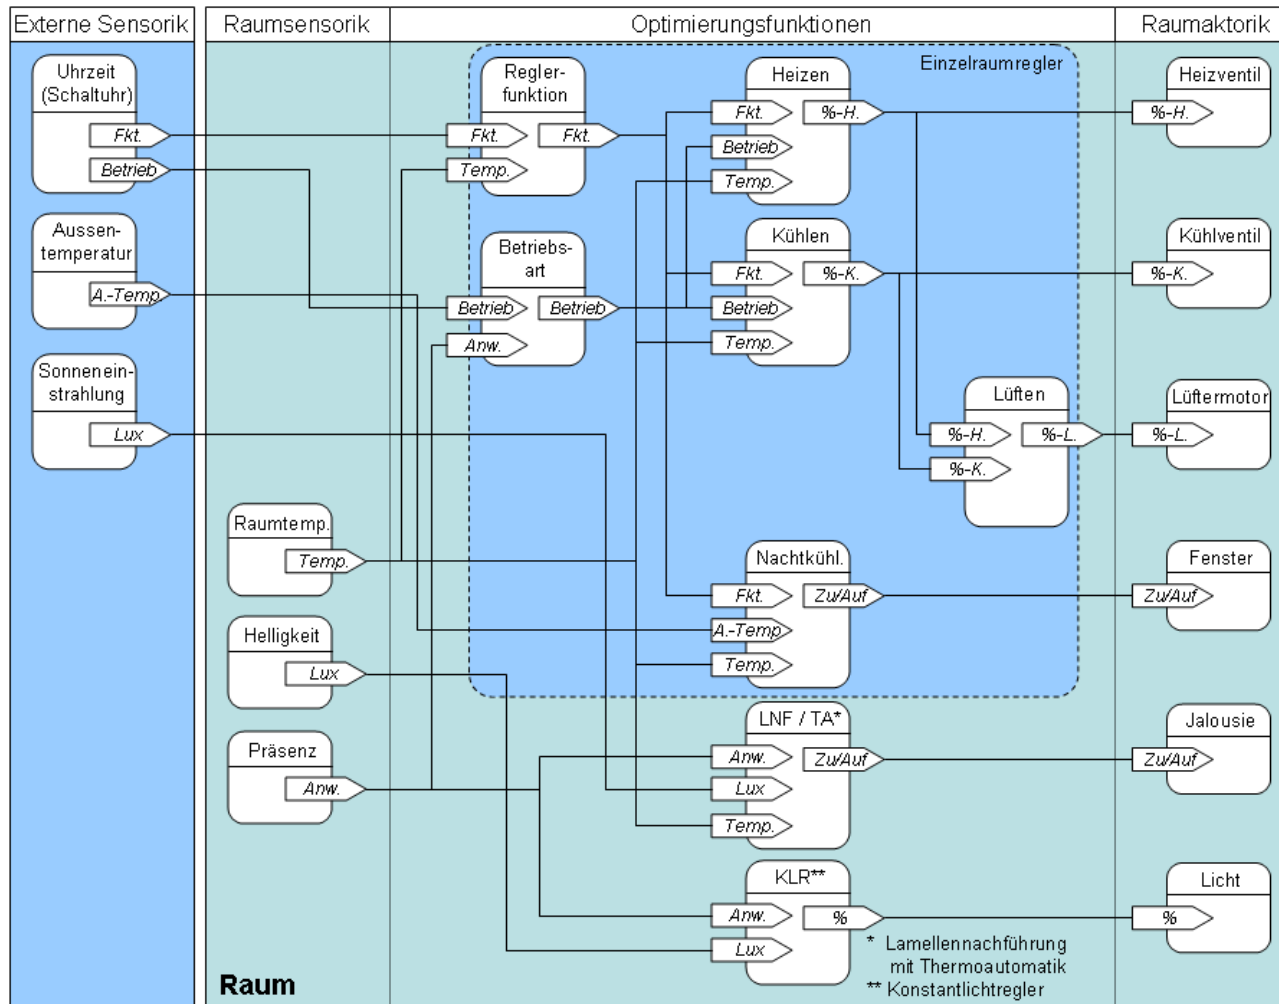 Externe Sensorik
Raumsensorik
Optimierungsfunktionen
Raumaktorik
Uhrzeit
(Schaltuhr)
Fkt.
Betrieb
Aussen-
temperatur
A.-Temp
Sonnenein-
strahlung
Lux
Raumtemp.
Temp.
Helligkeit
Lux
Präsenz
Anw.
Raum
Einzelraumregler
Regler-
funktion
Fkt.
Fkt.
Temp.
Betriebs-
art
Betrieb
Betrieb
Anw.
Heizen
Fkt.
%-H.
Betrieb
Temp.
Kühlen
Fkt.
%-K.
Betrieb
Temp.
Lüften
%-H.
%-L.
%-K.
Nachtkühl.
Fkt.
Zu/Auf
A.-Temp
Temp.
LNF / TA*
Anw.
Zu/Auf
Lux
Temp.
KLR**
Anw.
%
Lux
* Lamellennachführung
mit Thermoautomatik
** Konstantlichtregler
Heizventil
%-H.
Kühlventil
%-K.
Lüftermotor
%-L.
Fenster
Zu/Auf
Jalousie
Zu/Auf
Licht
%